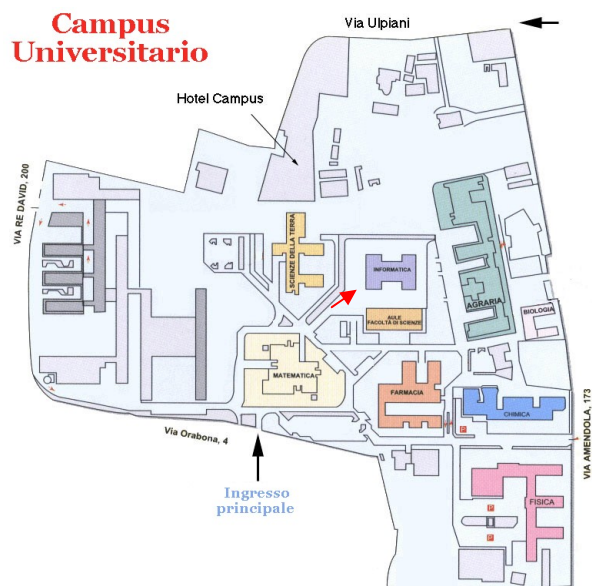 Campus
Universitario
Via Ulpiani
Hotel Campus
VIA RE DAVID, 200
SCIENZE DELLA TERRA
INFORMATICA
AGRARIA
BIOLOGIA
AULE
FACOLTÀ DI SCIENZE
MATEMATICA
FARMACIA
CHIMICA
VIA AMENDOLA, 173
Via Orabona, 4
P
Ingresso
principale
FISICA
P
P